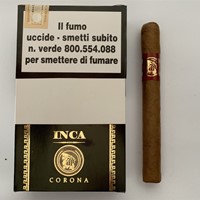 Il fumo
uccide - smetti subito
n. verde 800.554.088
per smettere di fumare
INCA
CORONA